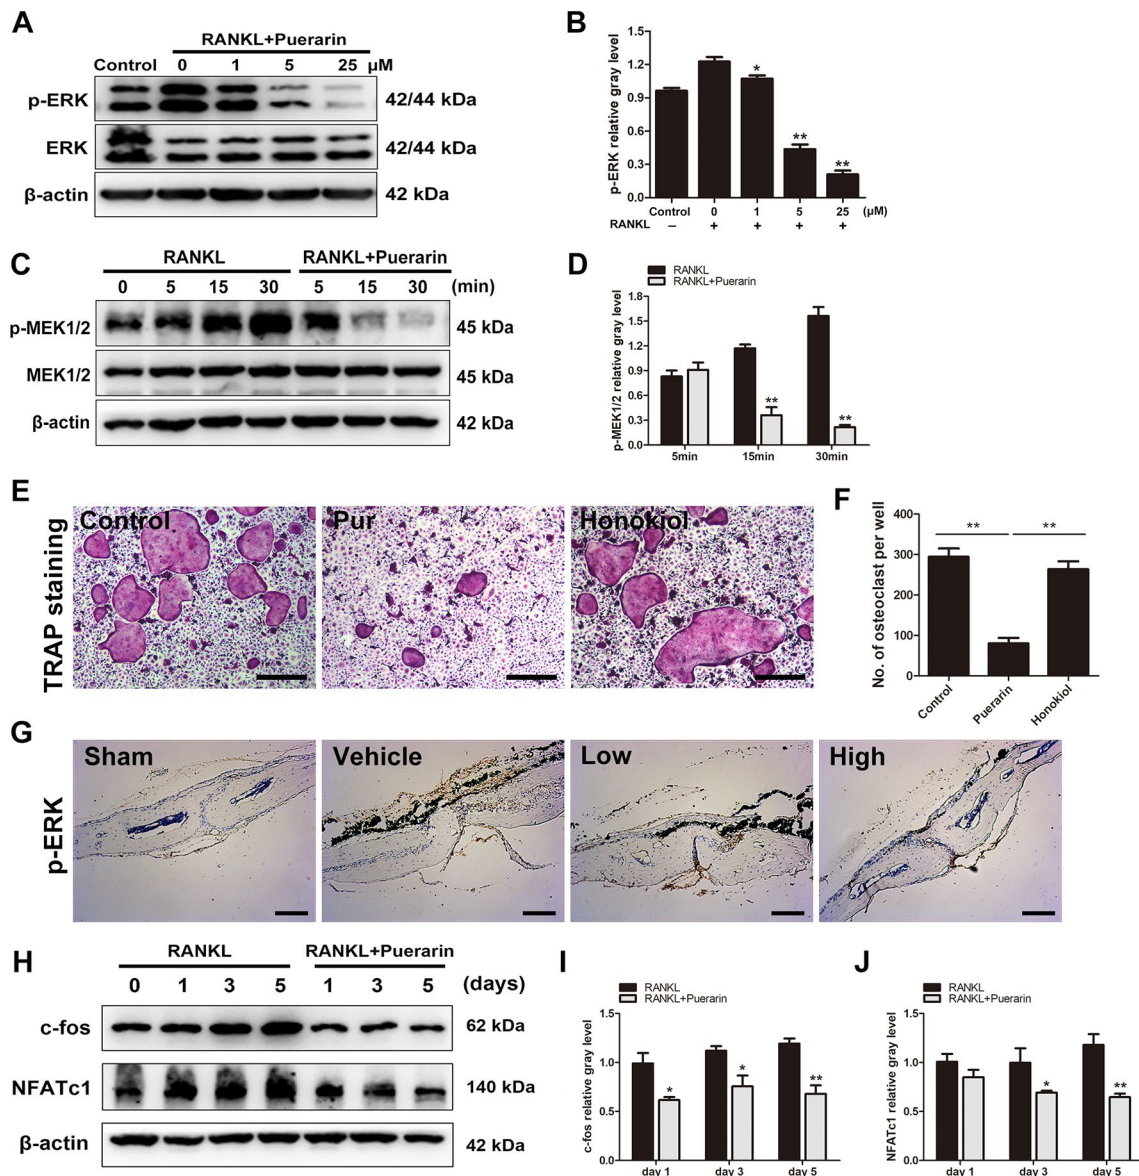 A
RANKL+Puerarin
Control 0 1 5 25 μM
p-ERK 42/44 kDa
ERK 42/44 kDa
β-actin 42 kDa
B
p-ERK relative gray level
1.5
1.2
0.9
0.6
0.3
0.0
*
**
**
Control 0 1 5 25 (μM)
RANKL − + + + +
C
RANKL RANKL+Puerarin
0 5 15 30 5 15 30 (min)
p-MEK1/2 45 kDa
MEK1/2 45 kDa
β-actin 42 kDa
D
RANKL
RANKL+Puerarin
p-MEK1/2 relative gray level
1.8
1.5
1.2
0.9
0.6
0.3
0.0
**
**
5min 15min 30min
E
TRAP staining
Control Pur Honokiol
F
No. of osteoclast per well
400
300
200
100
0
** **
Control Puerarin Honokiol
G
p-ERK
Sham Vehicle Low High
H
RANKL RANKL+Puerarin
0 1 3 5 1 3 5 (days)
c-fos 62 kDa
NFATc1 140 kDa
β-actin 42 kDa
I
RANKL
RANKL+Puerarin
c-fos relative gray level
1.5
1.0
0.5
0.0
*
*
**
day 1 day 3 day 5
J
RANKL
RANKL+Puerarin
NFATc1 relative gray level
1.5
1.0
0.5
0.0
*
**
day 1 day 3 day 5